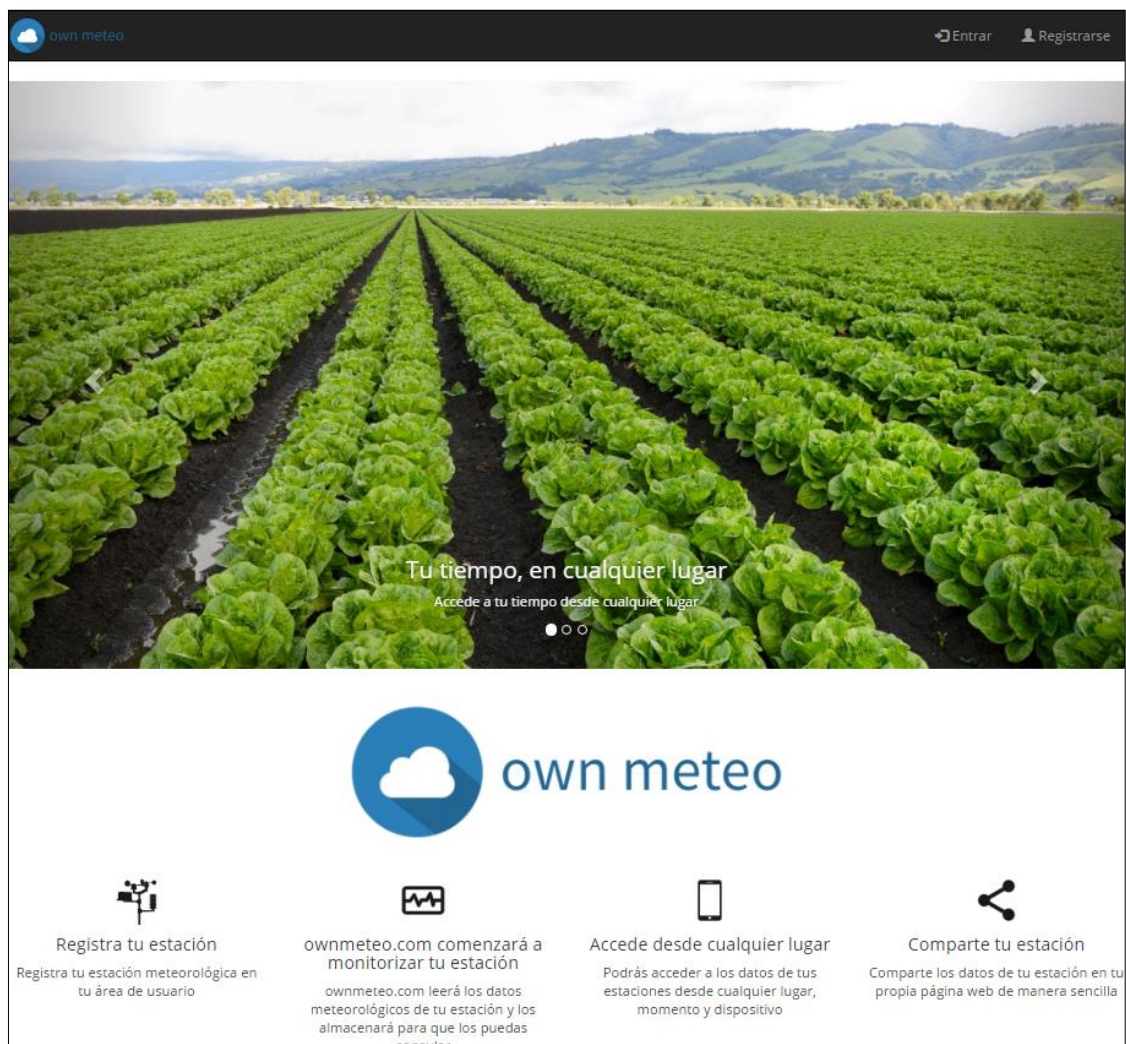 own meteo
Entrar
Registrarse
Tu tiempo, en cualquier lugar
Accede a tu tiempo desde cualquier lugar
own meteo
Registra tu estación
Registra tu estación meteorológica en
tu área de usuario
ownmeteo.com comenzará a
monitorizar tu estación
ownmeteo.com leerá los datos
meteorológicos de tu estación y los
almacenará para que los puedas
Accede desde cualquier lugar
Podrás acceder a los datos de tus
estaciones desde cualquier lugar,
momento y dispositivo
Comparte tu estación
Comparte los datos de tu estación en tu
propia página web de manera sencilla